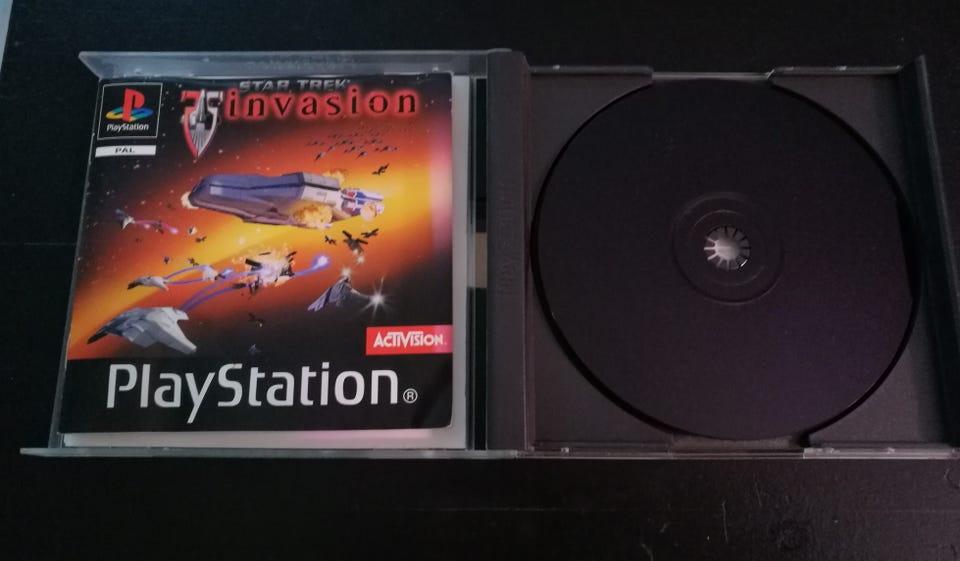 STAR TREK
invasion
PlayStation
PAL
ACTIVISION.
PlayStation®